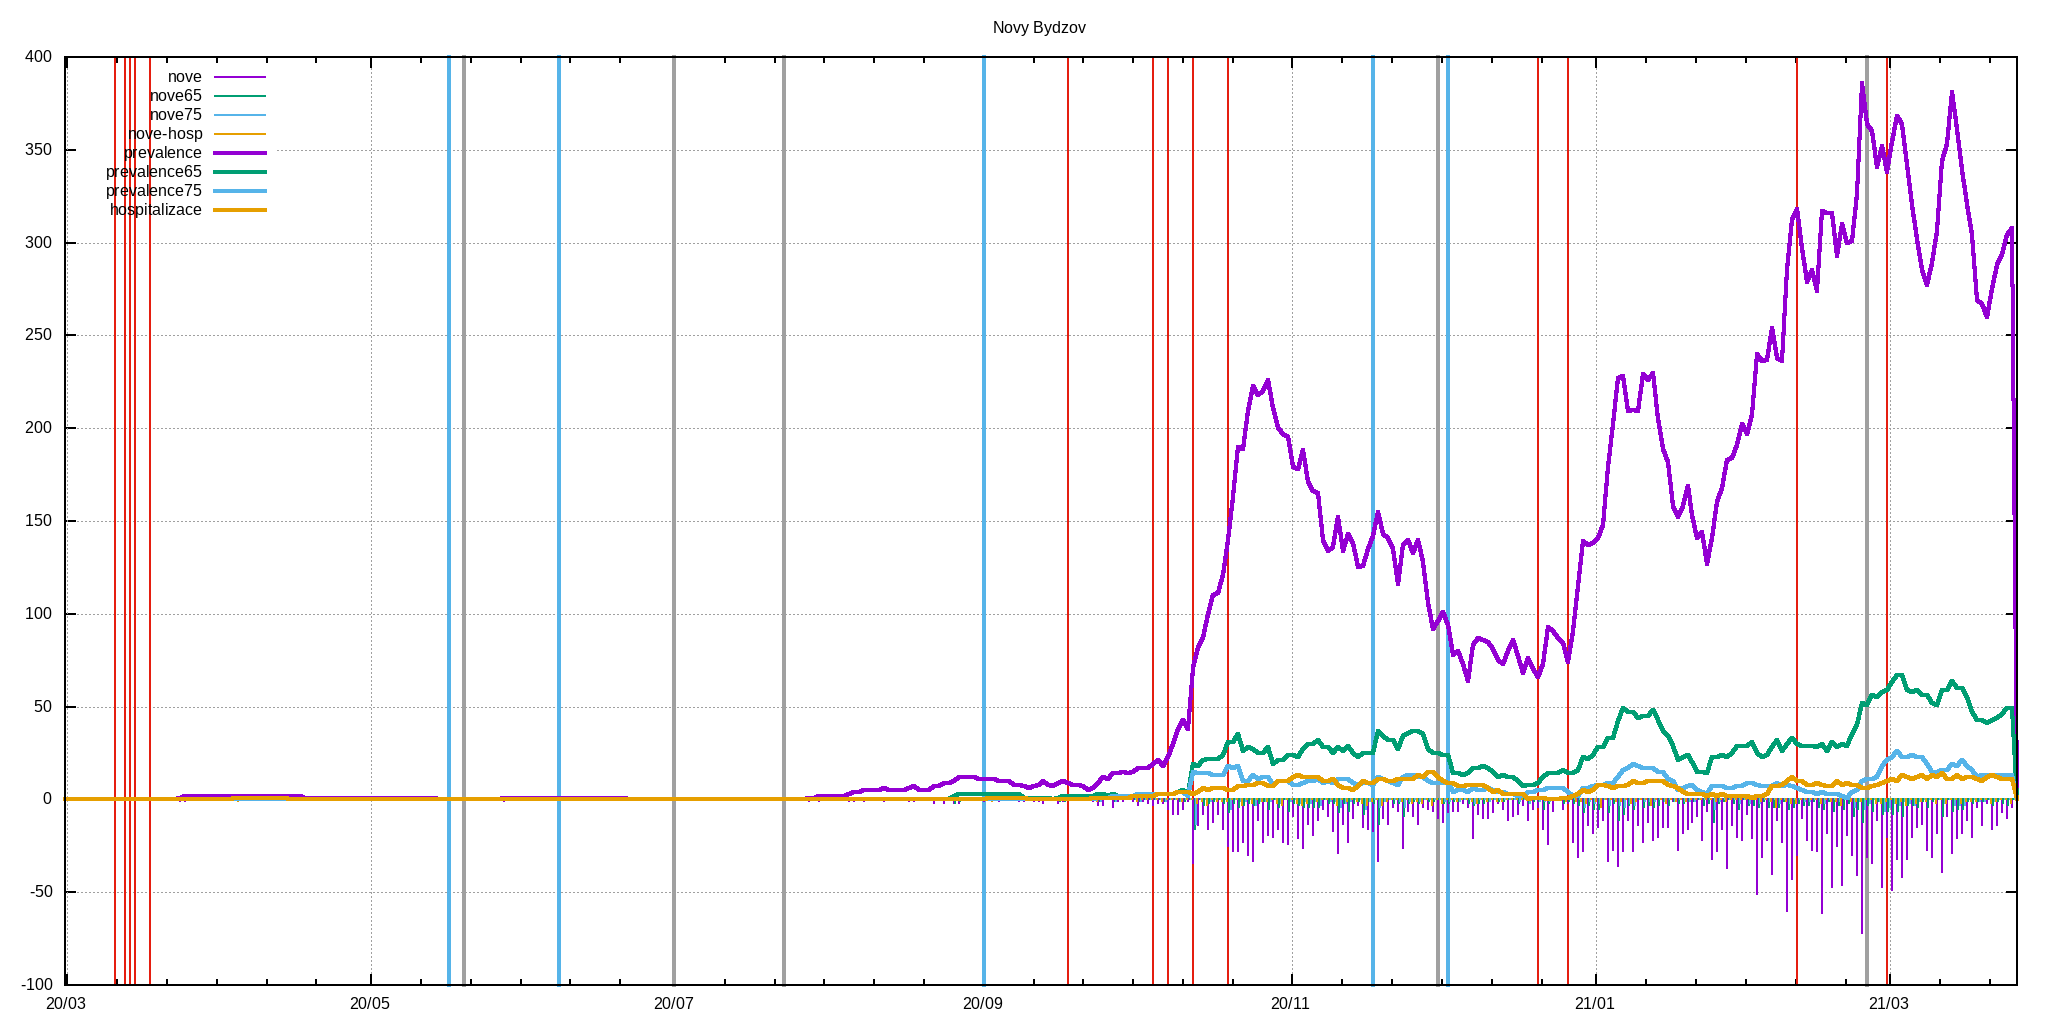 Novy Bydzov
400
350
300
250
200
150
100
50
0
-50
-100
nove
nove65
nove75
nove-hosp
prevalence
prevalence65
prevalence75
hospitalizace
20/03 20/05 20/07 20/09 20/11 21/01 21/03